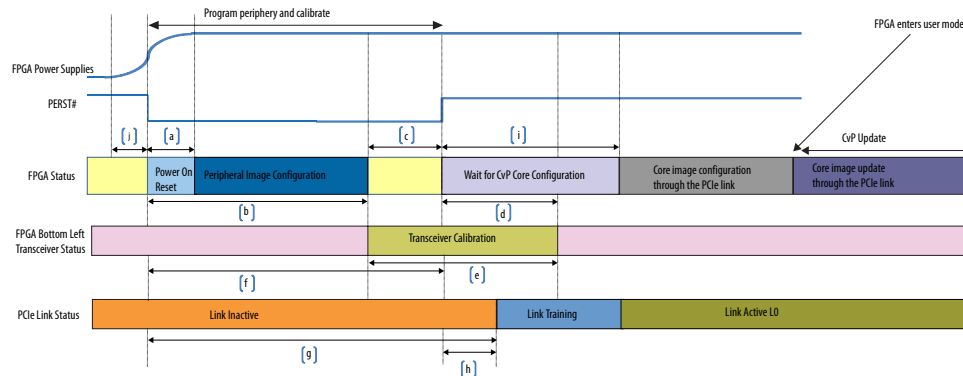 Program periphery and calibrate
FPGA enters user mode
FPGA Power Supplies
PERST#
j
a
c
i
CvP Update
FPGA Status
Power On
Reset
Peripheral Image Configuration
Wait for CvP Core Configuration
Core image configuration
through the PCIe link
Core image update
through the PCIe link
b
d
FPGA Bottom Left
Transceiver Status
Transceiver Calibration
f
e
PCIe Link Status
Link Inactive
Link Training
Link Active L0
g
h